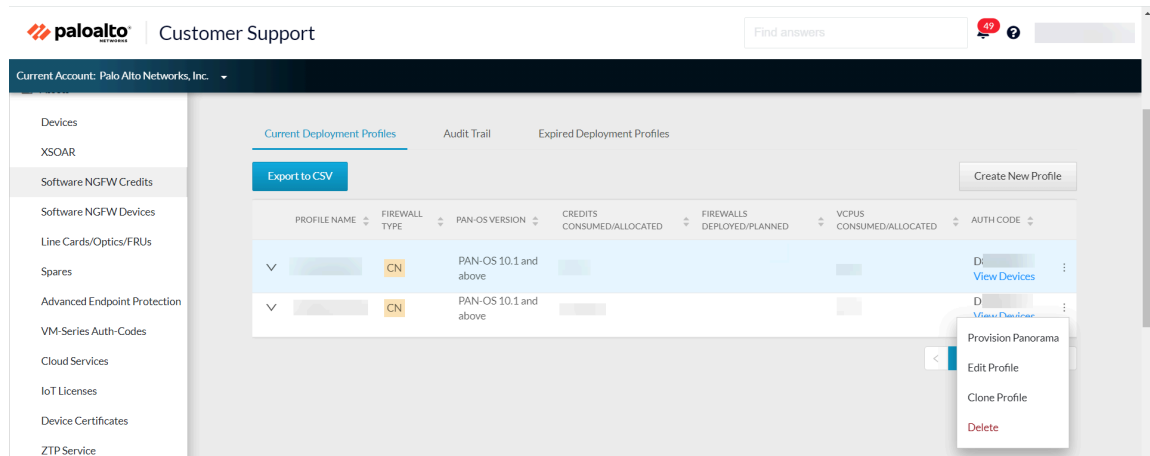 paloalto
NETWORKS
Customer Support
Find answers
49
?
Current Account: Palo Alto Networks, Inc.
Assets
Devices
XSOAR
Software NGFW Credits
Software NGFW Devices
Line Cards/Optics/FRUs
Spares
Advanced Endpoint Protection
VM-Series Auth-Codes
Cloud Services
IoT Licenses
Device Certificates
ZTP Service
Current Deployment Profiles
Audit Trail
Expired Deployment Profiles
Export to CSV
Create New Profile
PROFILE NAME
FIREWALL
TYPE
PAN-OS VERSION
CREDITS
CONSUMED/ALLOCATED
FIREWALLS
DEPLOYED/PLANNED
VCPUS
CONSUMED/ALLOCATED
AUTH CODE
CN
PAN-OS 10.1 and
above
D
View Devices
CN
PAN-OS 10.1 and
above
D
View Devices
Provision Panorama
Edit Profile
Clone Profile
Delete